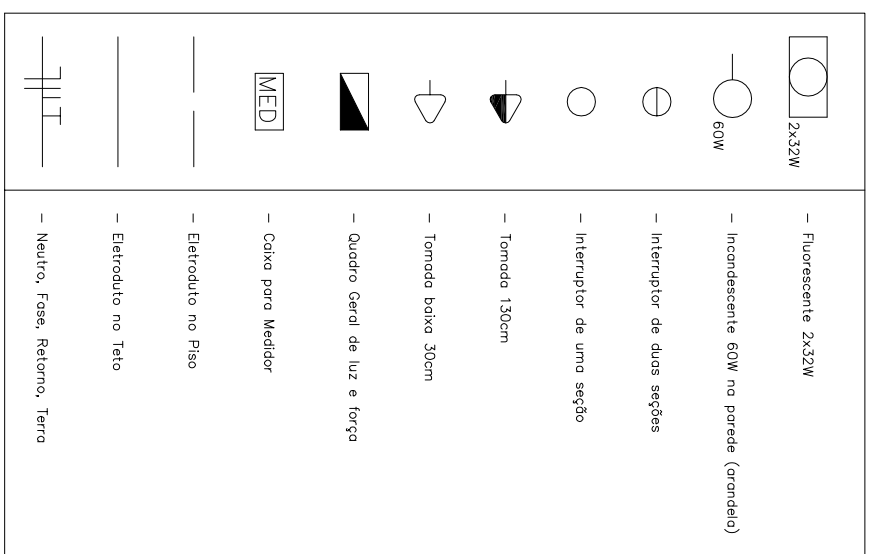 2x32W
- Fluorescente 2x32W
60W
- Incandescente 60W na parede (arandela)
- Interruptor de duas seções
- Interruptor de uma seção
- Tomada 130cm
- Tomada baixa 30cm
- Quadro Geral de luz e força
MED
- Caixa para Medidor
- Eletroduto no Piso
- Eletroduto no Teto
- Neutro, Fase, Retorno, Terra